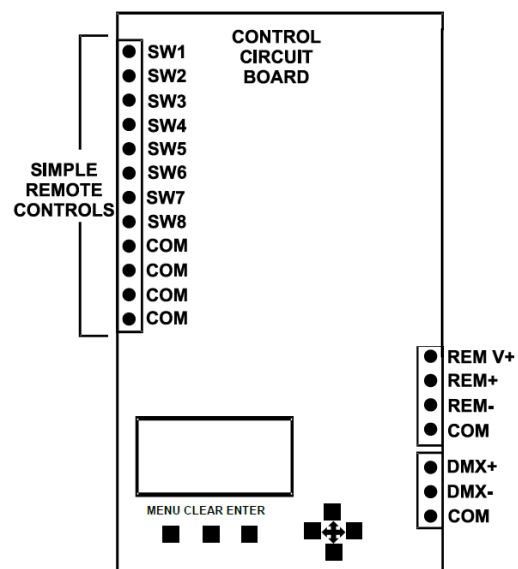 CONTROL
CIRCUIT
BOARD
SW1
SW2
SW3
SW4
SW5
SW6
SW7
SW8
COM
COM
COM
COM
SIMPLE
REMOTE
CONTROLS
REM V+
REM+
REM-
COM
DMX+
DMX-
COM
MENU CLEAR ENTER